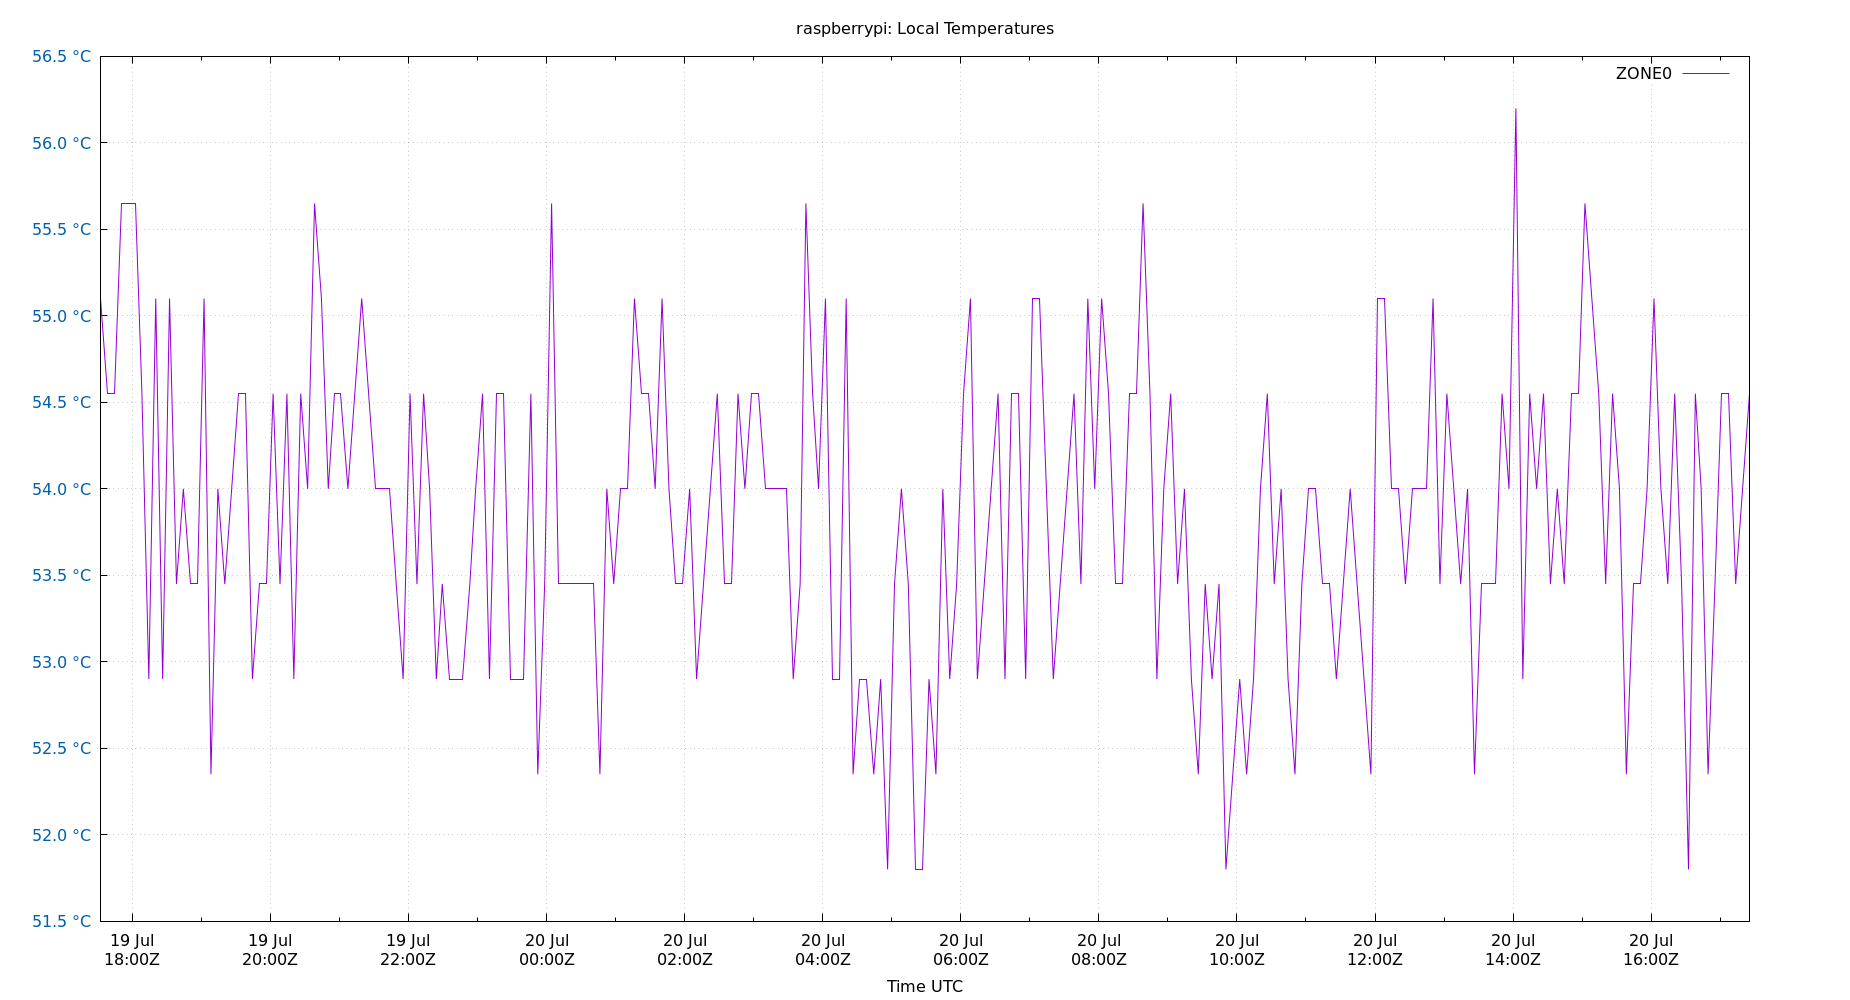 raspberrypi: Local Temperatures
56.5 °C
56.0 °C
55.5 °C
55.0 °C
54.5 °C
54.0 °C
53.5 °C
53.0 °C
52.5 °C
52.0 °C
51.5 °C
ZONE0
19 Jul 19 Jul 19 Jul 20 Jul 20 Jul 20 Jul 20 Jul 20 Jul 20 Jul 20 Jul 20 Jul 20 Jul
18:00Z 20:00Z 22:00Z 00:00Z 02:00Z 04:00Z 06:00Z 08:00Z 10:00Z 12:00Z 14:00Z 16:00Z
Time UTC